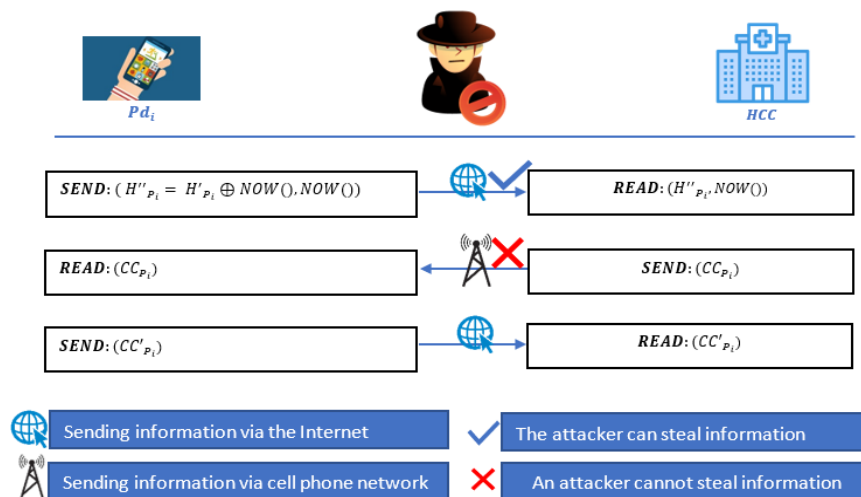 Pd_i
HCC
SEND: ( H''_{P_i} = H'_{P_i} ⊕ NOW(), NOW())
READ: (H''_{P_i}, NOW())
READ: (CC_{P_i})
SEND: (CC_{P_i})
SEND: (CC'_{P_i})
READ: (CC'_{P_i})
Sending information via the Internet
The attacker can steal information
Sending information via cell phone network
An attacker cannot steal information